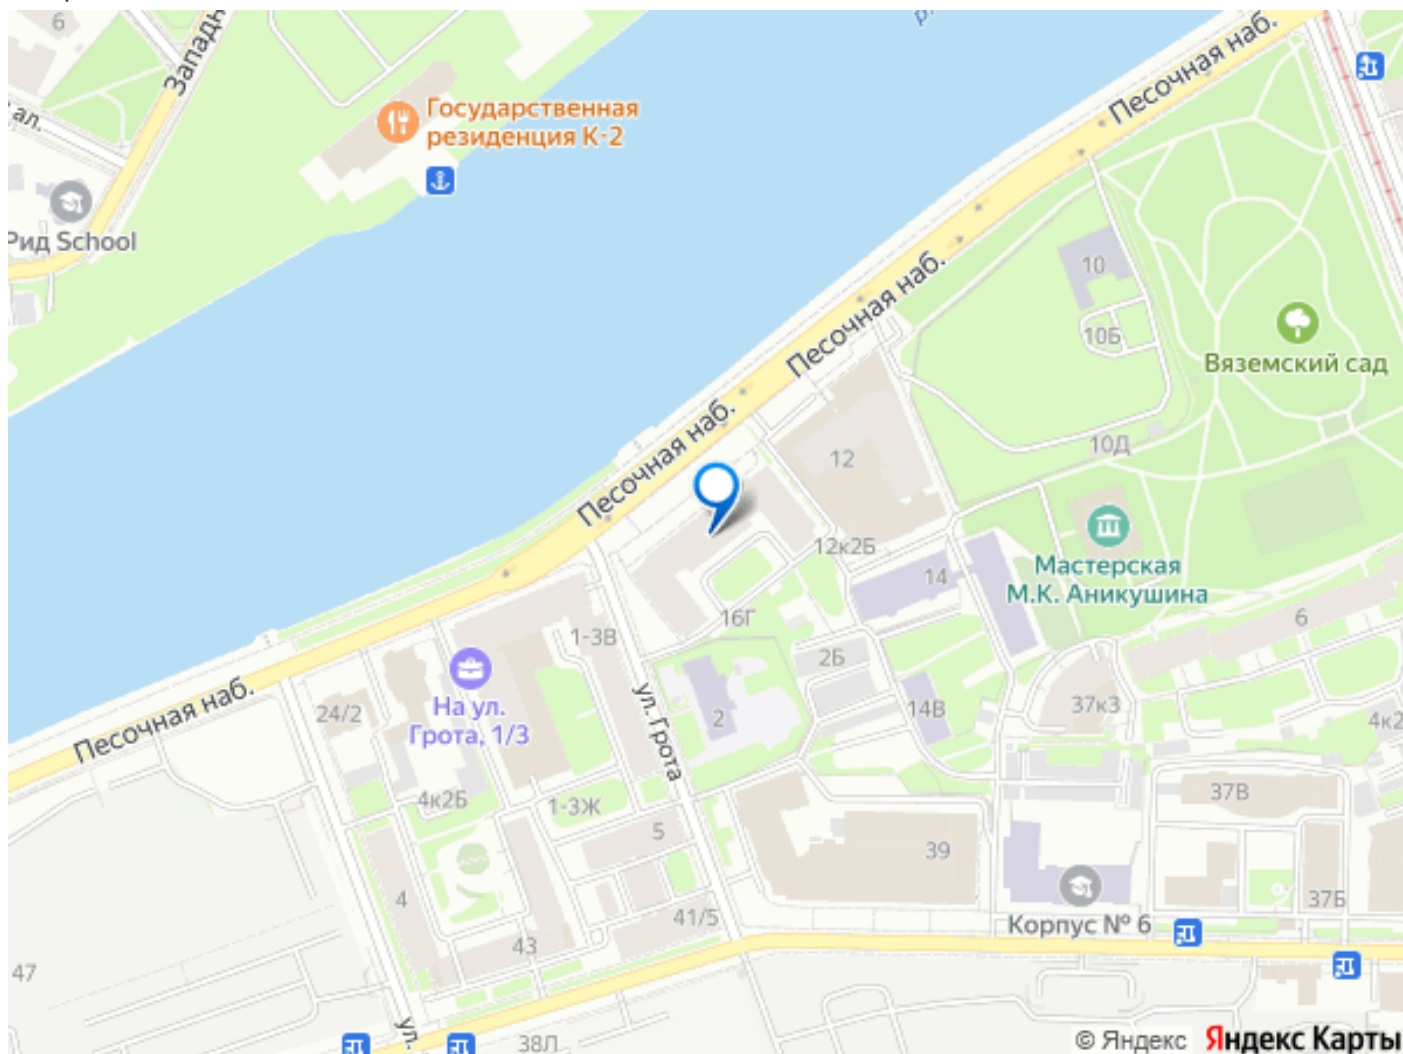 6
Западн
ал.
Государственная
резиденция К-2
Рид School
Песочная наб.
10
10Б
Вяземский сад
Песочная наб.
10Д
Песочная наб.
12
12к2Б
Мастерская
М.К. Аникушина
14
16Г
1-3В
2Б
6
14В
37к3
4к2
ул. Грота
2
Песочная наб.
24/2
На ул.
Грота, 1/3
4к2Б
1-3Ж
5
37В
39
4
41/5
43
37Б
Корпус № 6
47
ул.
38Л
© Яндекс
Яндекс Карты